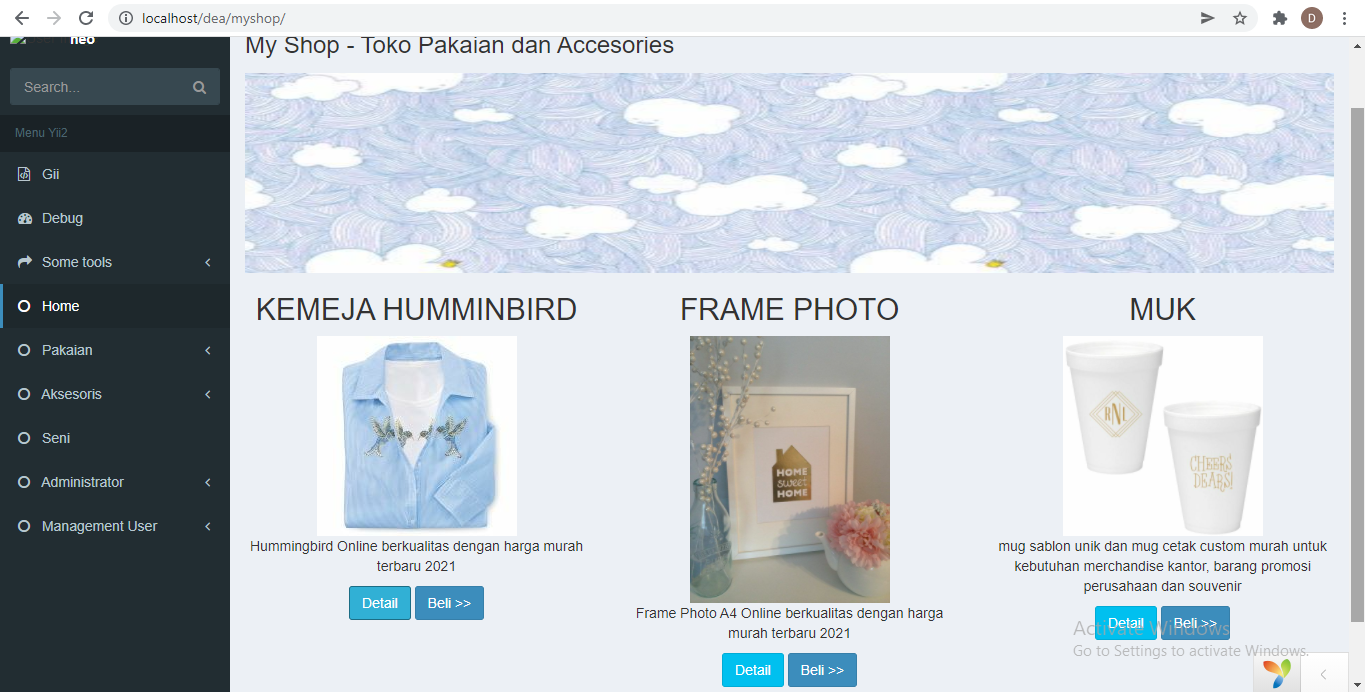 localhost/dea/myshop/
D
neo
Search...
Menu Yii2
Gii
Debug
Some tools
Home
Pakaian
Aksesoris
Seni
Administrator
Management User
My Shop - Toko Pakaian dan Accesories
KEMEJA HUMMINBIRD
Hummingbird Online berkualitas dengan harga murah
terbaru 2021
Detail
Beli >>
FRAME PHOTO
HOME
sweet
HOME
Frame Photo A4 Online berkualitas dengan harga
murah terbaru 2021
Detail
Beli >>
MUK
RNI
CHEERS
DEARS!
mug sablon unik dan mug cetak custom murah untuk
kebutuhan merchandise kantor, barang promosi
perusahaan dan souvenir
Detail
Beli >>
Activate Windows
Go to Settings to activate Windows.